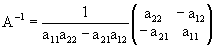 A⁻¹ = 1 / (a₁₁a₂₂ − a₂₁a₁₂) ( a₂₂ − a₁₂
− a₂₁ a₁₁ )